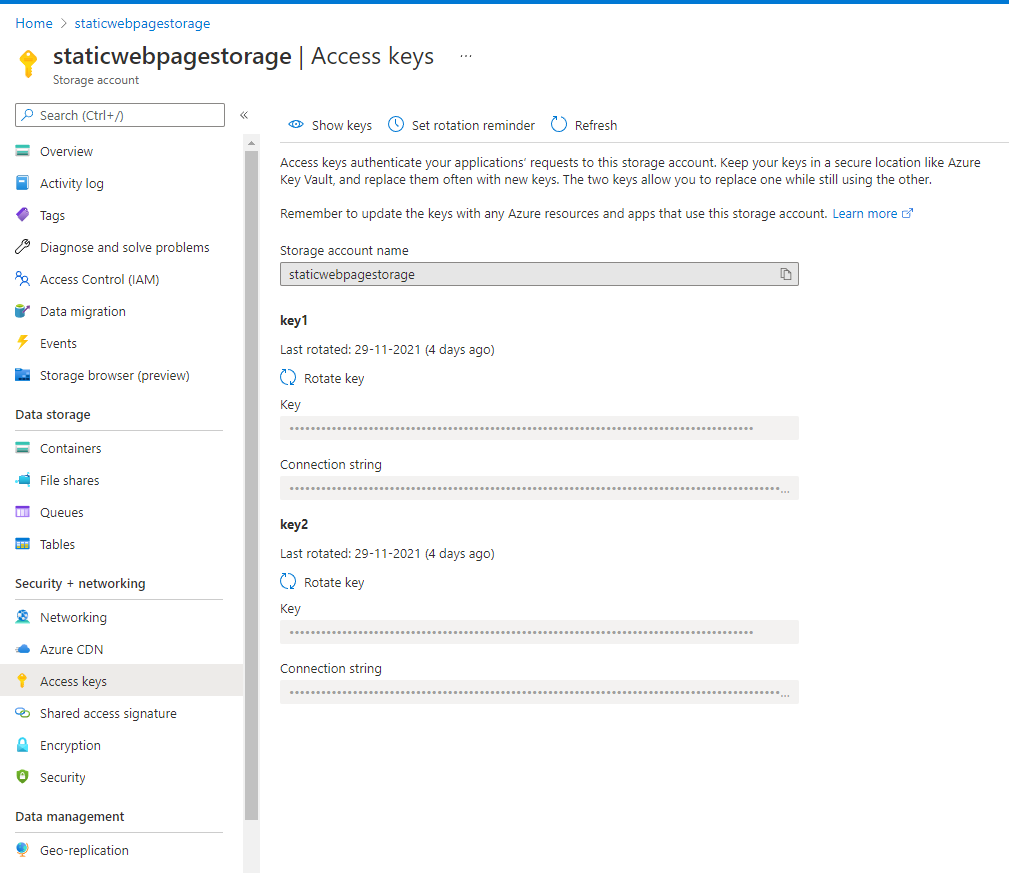 Home > staticwebpagestorage
staticwebpagestorage | Access keys ...
Storage account
Search (Ctrl+/)
«
Overview
Activity log
Tags
Diagnose and solve problems
Access Control (IAM)
Data migration
Events
Storage browser (preview)
Data storage
Containers
File shares
Queues
Tables
Security + networking
Networking
Azure CDN
Access keys
Shared access signature
Encryption
Security
Data management
Geo-replication
Show keys Set rotation reminder Refresh
Access keys authenticate your applications' requests to this storage account. Keep your keys in a secure location like Azure
Key Vault, and replace them often with new keys. The two keys allow you to replace one while still using the other.
Remember to update the keys with any Azure resources and apps that use this storage account. Learn more
Storage account name
staticwebpagestorage
key1
Last rotated: 29-11-2021 (4 days ago)
Rotate key
Key
Connection string
key2
Last rotated: 29-11-2021 (4 days ago)
Rotate key
Key
Connection string